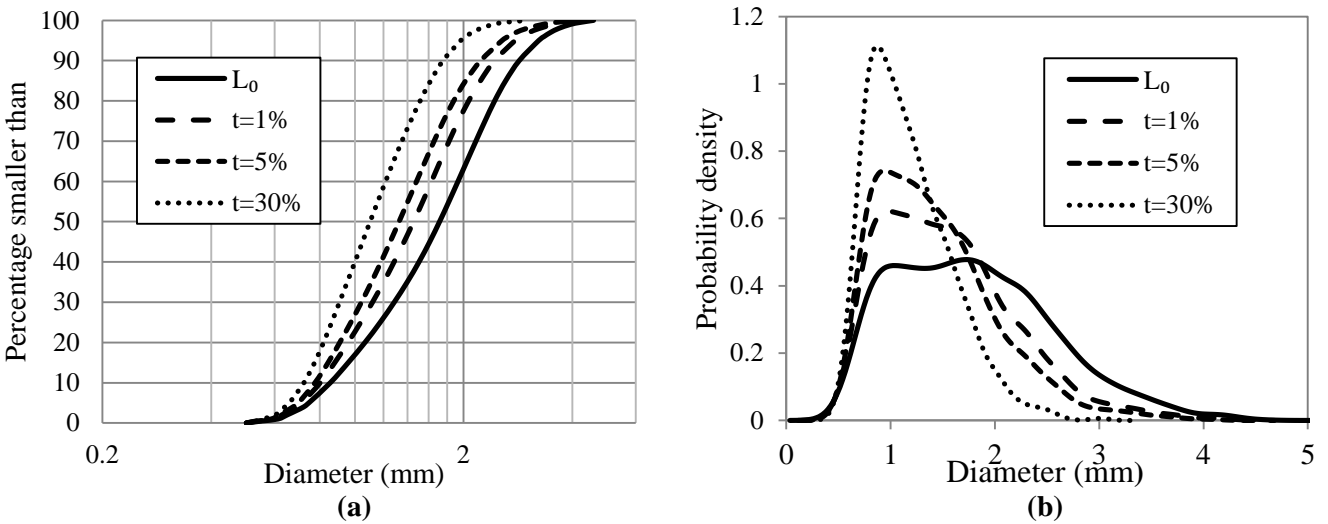 Percentage smaller than
100
90
80
70
60
50
40
30
20
10
0
L₀
t=1%
t=5%
t=30%
0.2
2
Diameter (mm)
(a)
Probability density
1.2
1
0.8
0.6
0.4
0.2
0
L₀
t=1%
t=5%
t=30%
0
1
2
3
4
5
Diameter (mm)
(b)